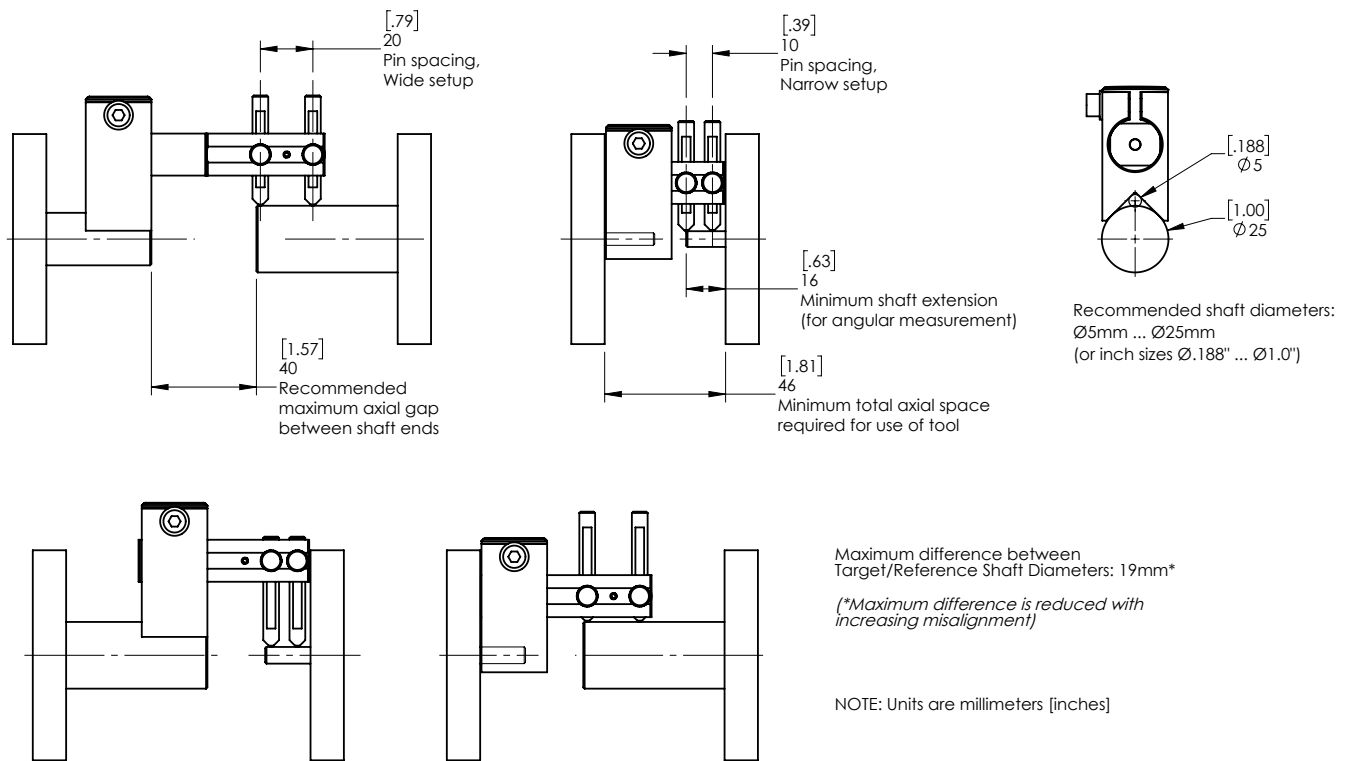 [.79]
20
Pin spacing,
Wide setup
[.39]
10
Pin spacing,
Narrow setup
[.188]
Ø5
[1.00]
Ø25
[.63]
16
Minimum shaft extension
(for angular measurement)
Recommended shaft diameters:
Ø5mm ... Ø25mm
(or inch sizes Ø.188" ... Ø1.0")
[1.57]
40
Recommended
maximum axial gap
between shaft ends
[1.81]
46
Minimum total axial space
required for use of tool
Maximum difference between
Target/Reference Shaft Diameters: 19mm*
(*Maximum difference is reduced with
increasing misalignment)
NOTE: Units are millimeters [inches]